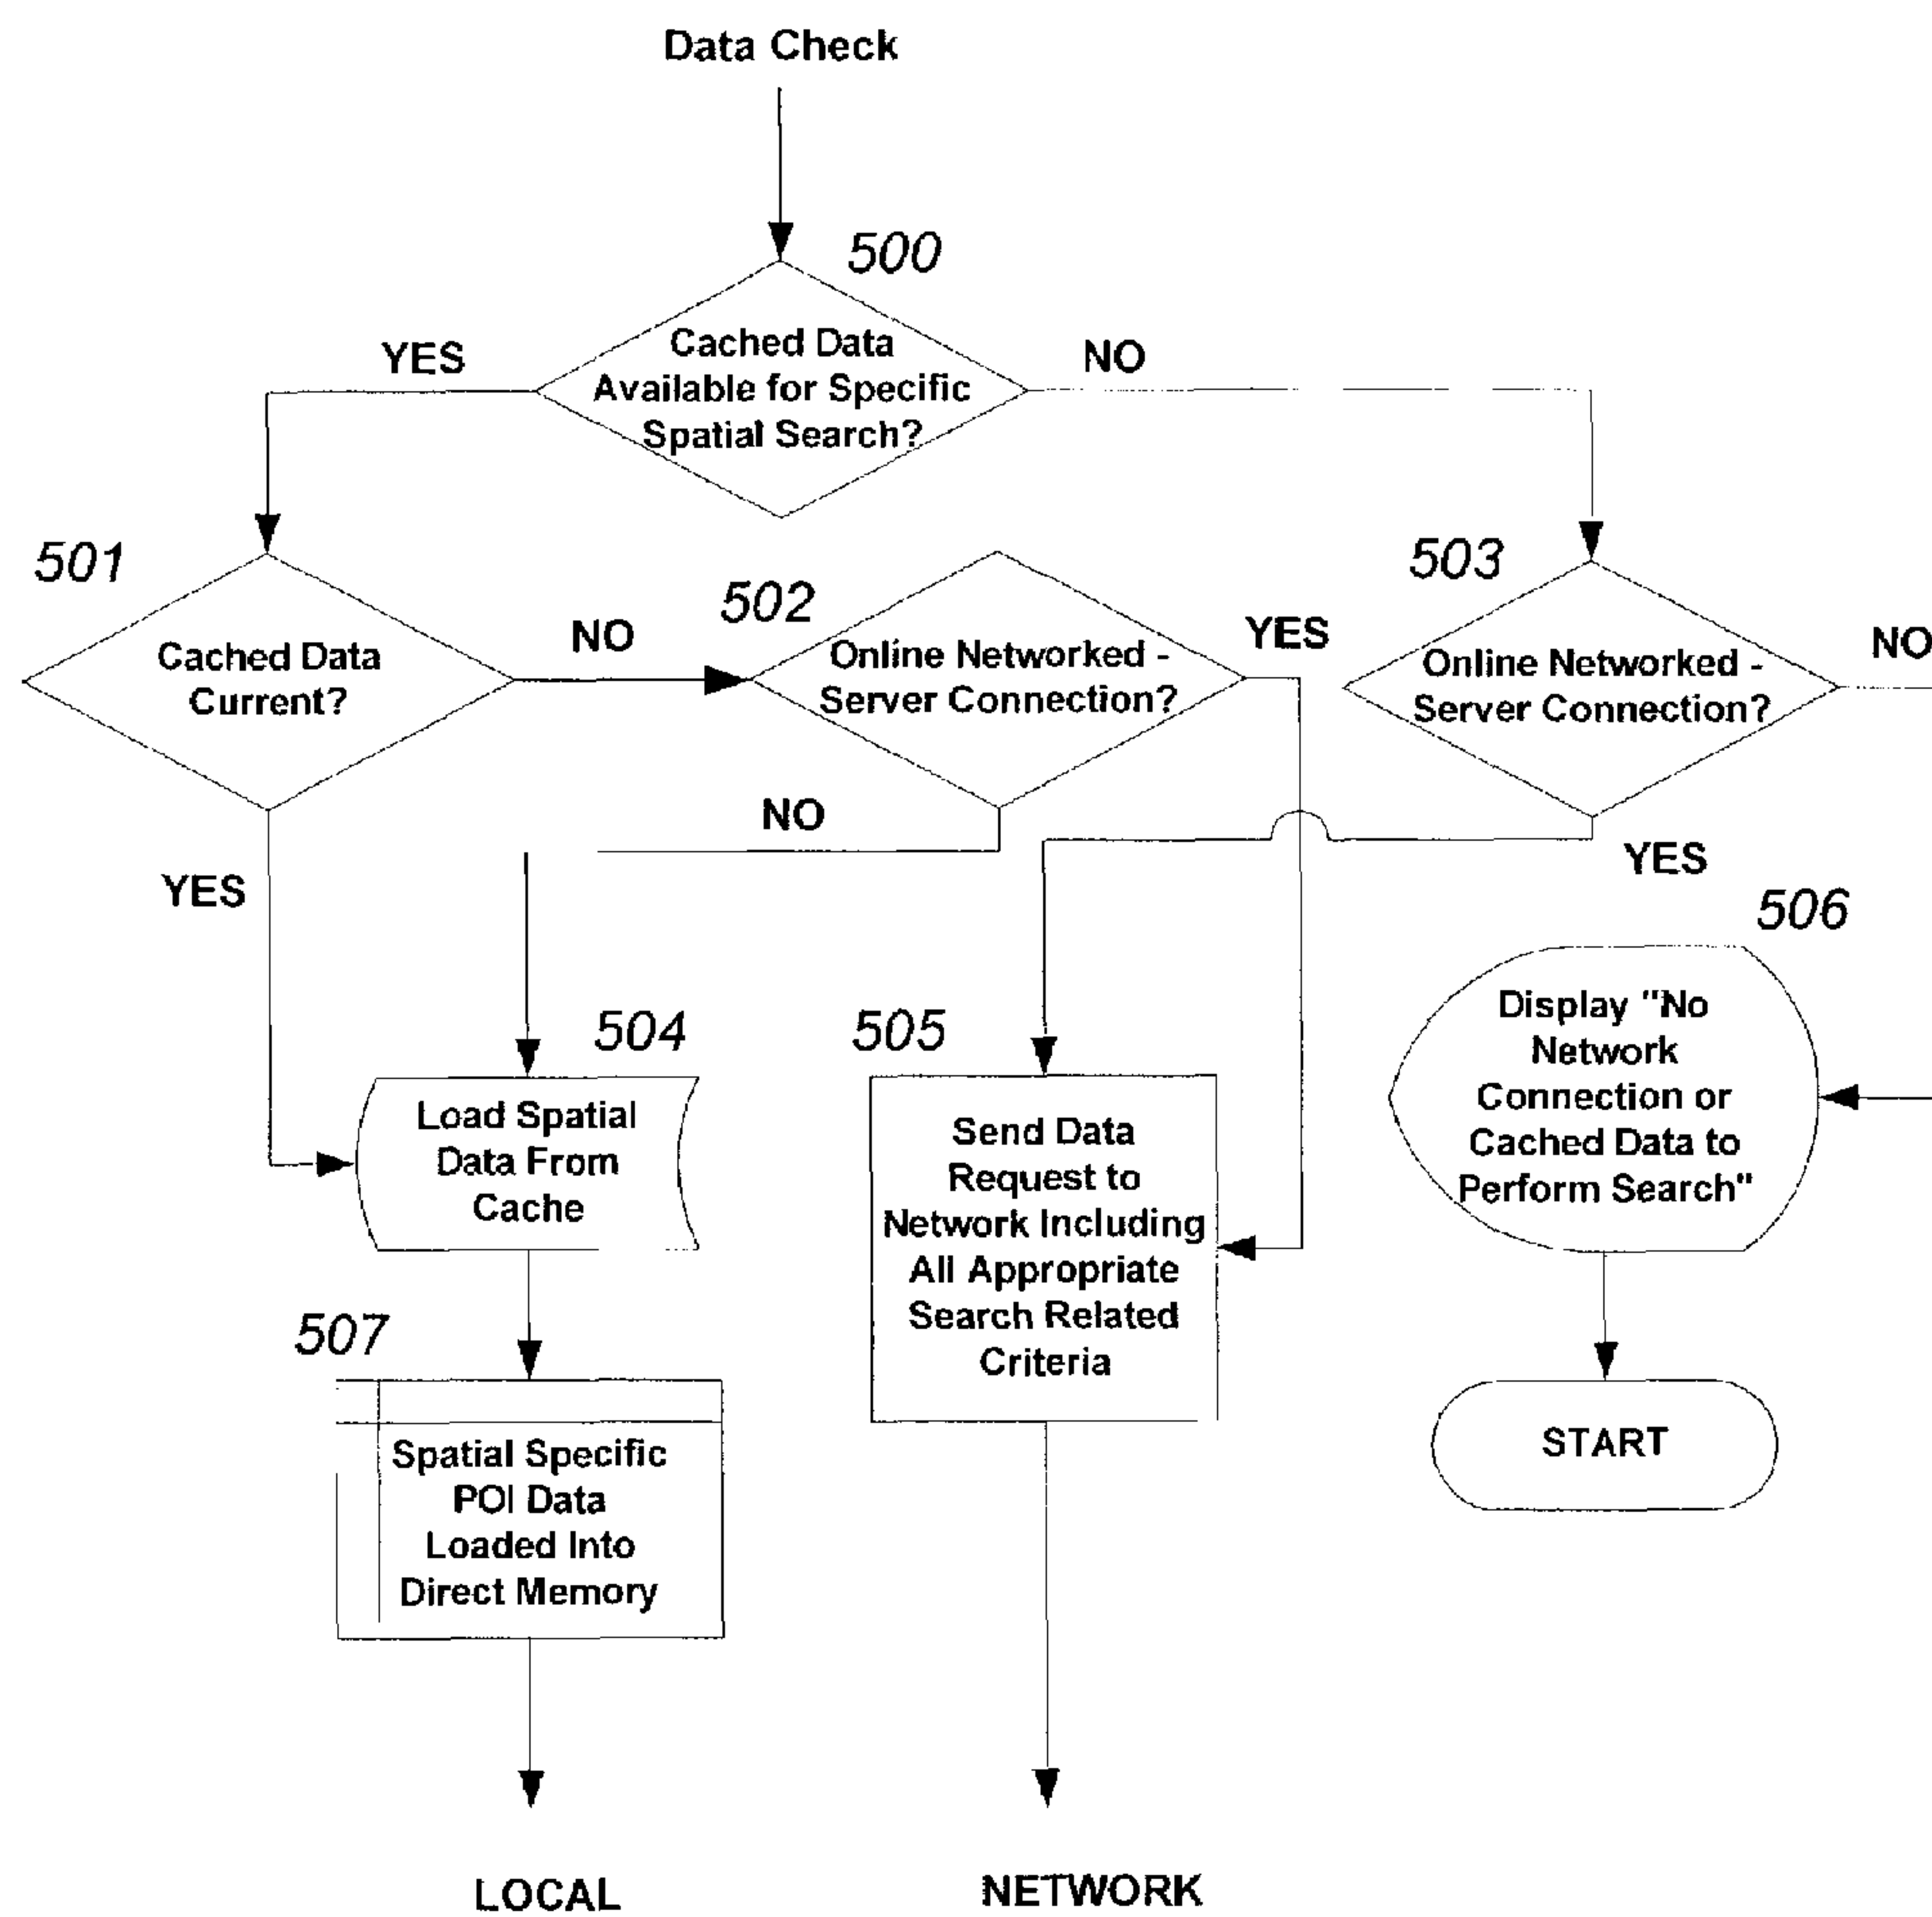 Data Check
500
Cached Data
Available for Specific
Spatial Search?
YES
NO
501
Cached Data
Current?
NO
502
Online Networked -
Server Connection?
YES
503
Online Networked -
Server Connection?
NO
NO
YES
YES
504
Load Spatial
Data From
Cache
505
Send Data
Request to
Network Including
All Appropriate
Search Related
Criteria
506
Display "No
Network
Connection or
Cached Data to
Perform Search"
507
Spatial Specific
POI Data
Loaded Into
Direct Memory
START
LOCAL
NETWORK